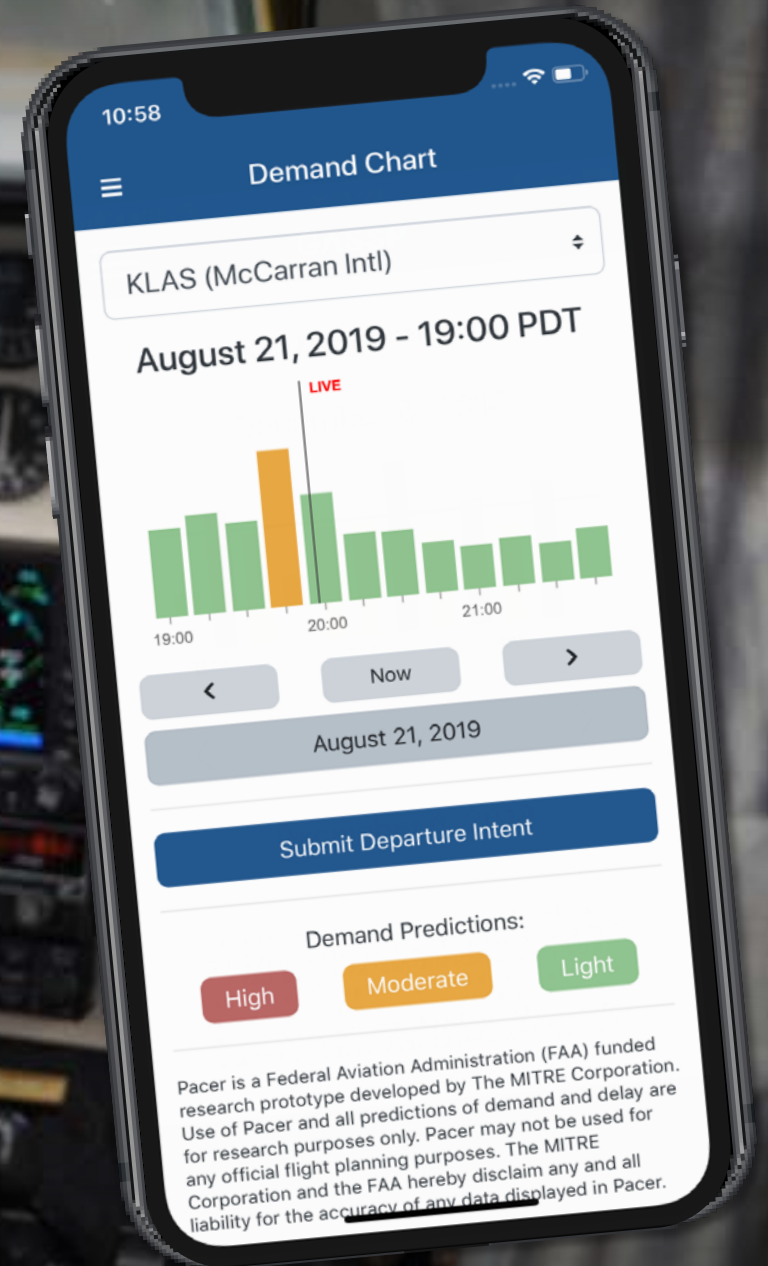 10:58
Demand Chart
KLAS (McCarran Intl)
August 21, 2019 - 19:00 PDT
LIVE
19:00
20:00
21:00
Now
August 21, 2019
Submit Departure Intent
Demand Predictions:
High
Moderate
Light
Pacer is a Federal Aviation Administration (FAA) funded
research prototype developed by The MITRE Corporation.
Use of Pacer and all predictions of demand and delay are
for research purposes only. Pacer may not be used for
any official flight planning purposes. The MITRE
Corporation and the FAA hereby disclaim any and all
liability for the accuracy of any data displayed in Pacer.